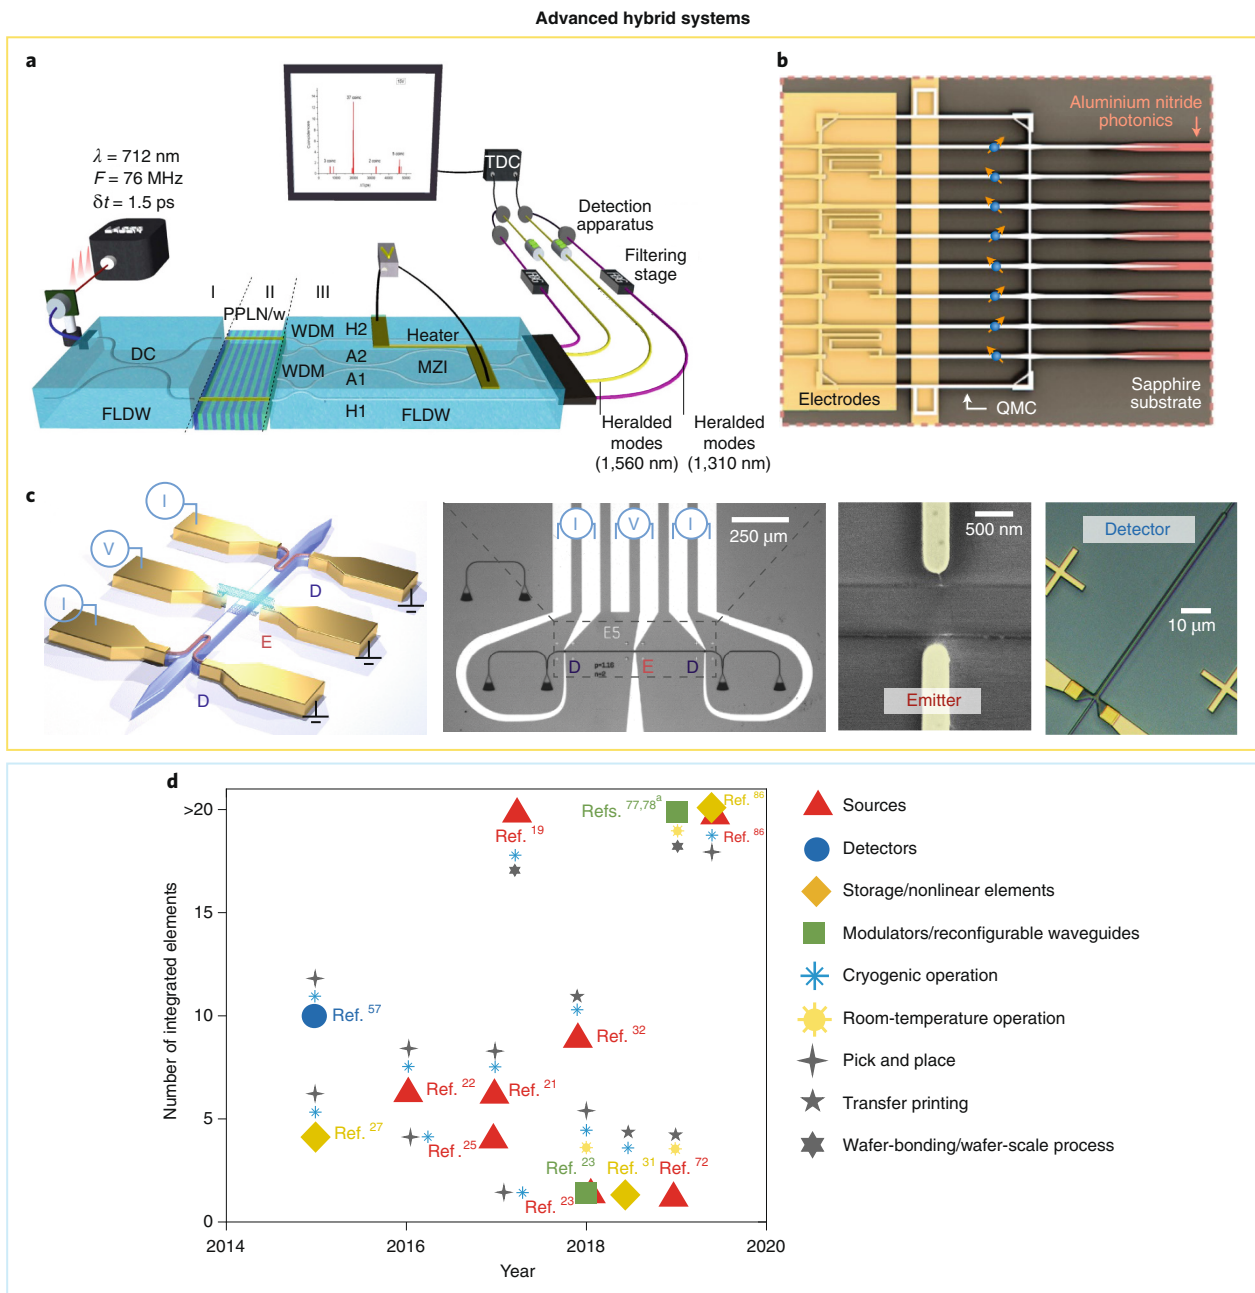 Advanced hybrid systems
a
λ = 712 nm
F = 76 MHz
δt = 1.5 ps
TDC
Detection
apparatus
Filtering
stage
I
II
III
PPLN/w
WDM
H2
Heater
DC
A2
WDM
MZI
A1
H1
FLDW
FLDW
Heralded
modes
(1,560 nm)
Heralded
modes
(1,310 nm)
b
Aluminium nitride
photonics
Electrodes
QMC
Sapphire
substrate
c
I
V
I
D
E
D
I
V
I
250 µm
E5
D
E
D
500 nm
Emitter
Detector
10 µm
d
Number of integrated elements
>20
15
10
5
0
2014
2016
2018
2020
Year
Ref. 57
Ref. 27
Ref. 22
Ref. 25
Ref. 21
Ref. 19
Ref. 32
Ref. 23
Ref. 23
Ref. 31
Ref. 72
Refs. 77,78a
Ref. 86
Ref. 86
Sources
Detectors
Storage/nonlinear elements
Modulators/reconfigurable waveguides
Cryogenic operation
Room-temperature operation
Pick and place
Transfer printing
Wafer-bonding/wafer-scale process